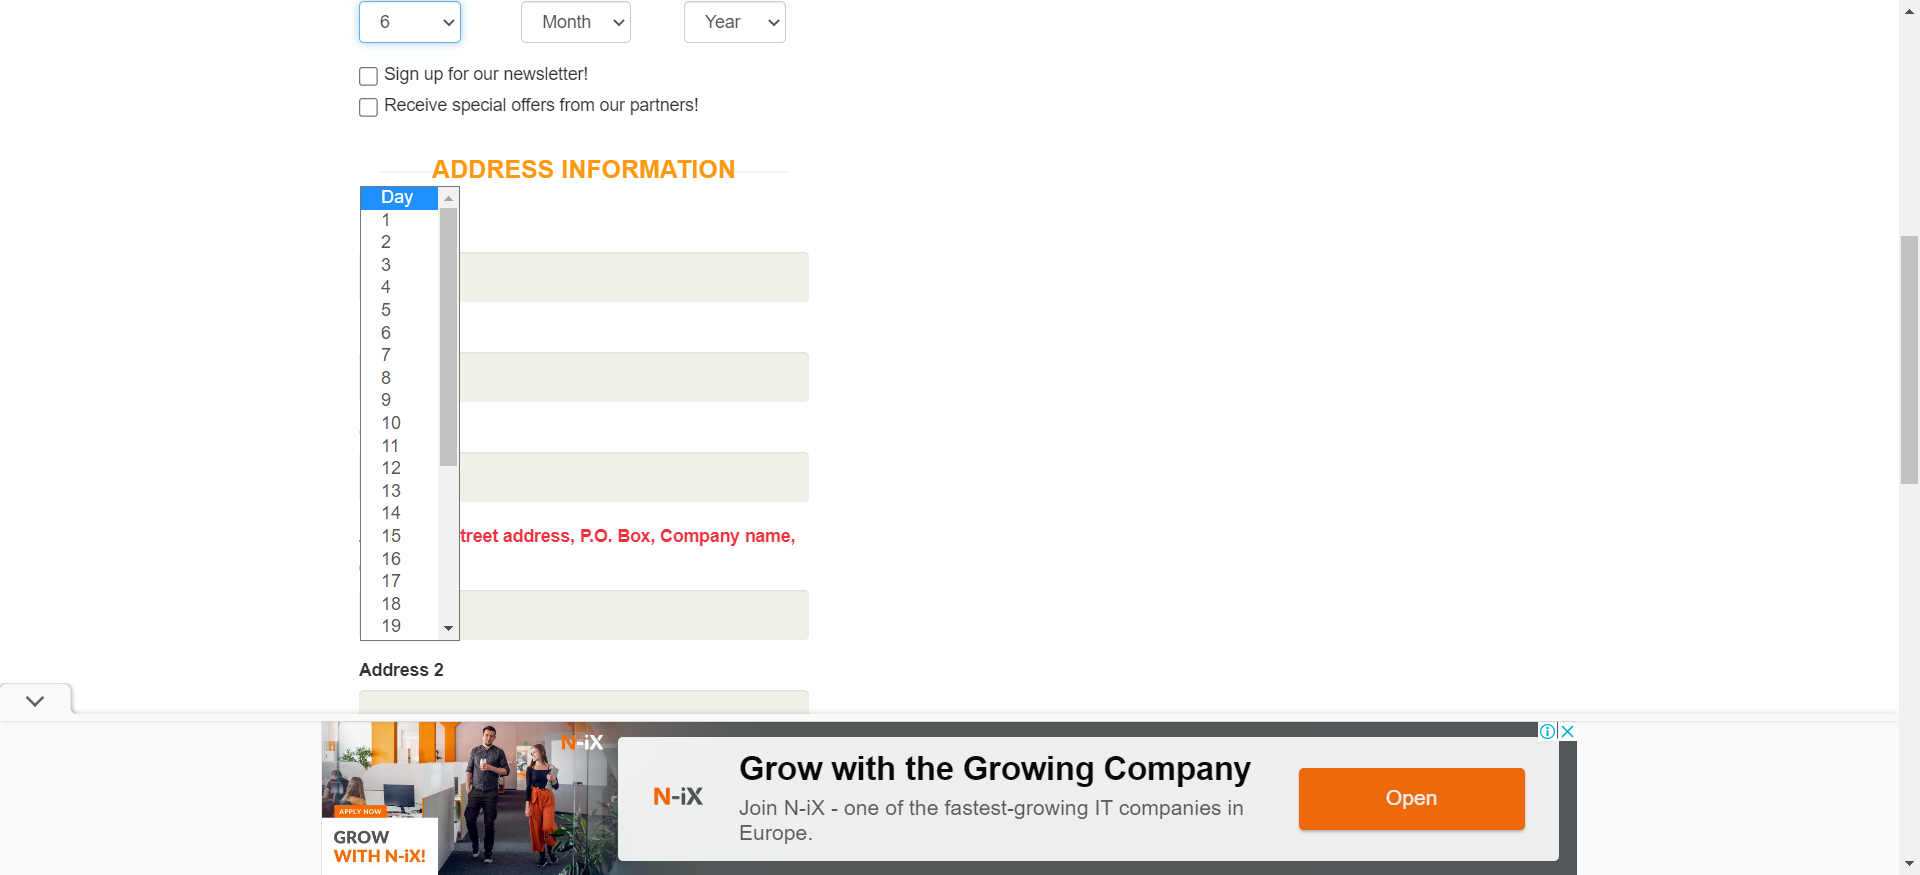 6 Month Year
Sign up for our newsletter!
Receive special offers from our partners!
ADDRESS INFORMATION
Day
1
2
3
4
5
6
7
8
9
10
11
12
13
14
15
16
17
18
19
treet address, P.O. Box, Company name,
Address 2
N-iX
APPLY NOW
GROW
WITH N-iX!
N-iX
Grow with the Growing Company
Join N-iX - one of the fastest-growing IT companies in
Europe.
Open